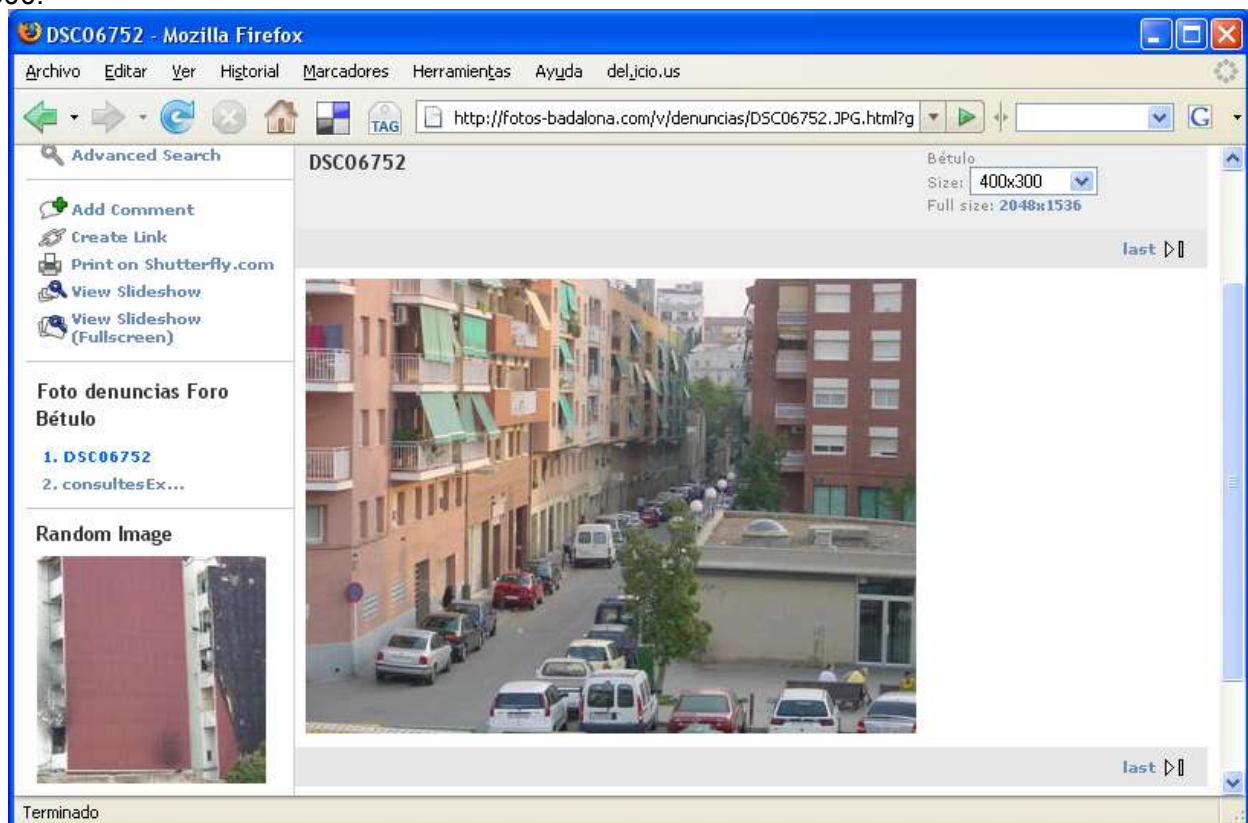 DSC06752 - Mozilla Firefox
Archivo Editar Ver Historial Marcadores Herramientas Ayuda del.icio.us
TAG http://fotos-badalona.com/v/denuncias/DSC06752.JPG.html?g G
Advanced Search
Add Comment
Create Link
Print on Shutterfly.com
View Slideshow
View Slideshow
(Fullscreen)
Foto denuncias Foro
Bétulo
1. DSC06752
2. consultesEx...
Random Image
DSC06752
Bétulo
Size: 400x300
Full size: 2048x1536
last
last
Terminado